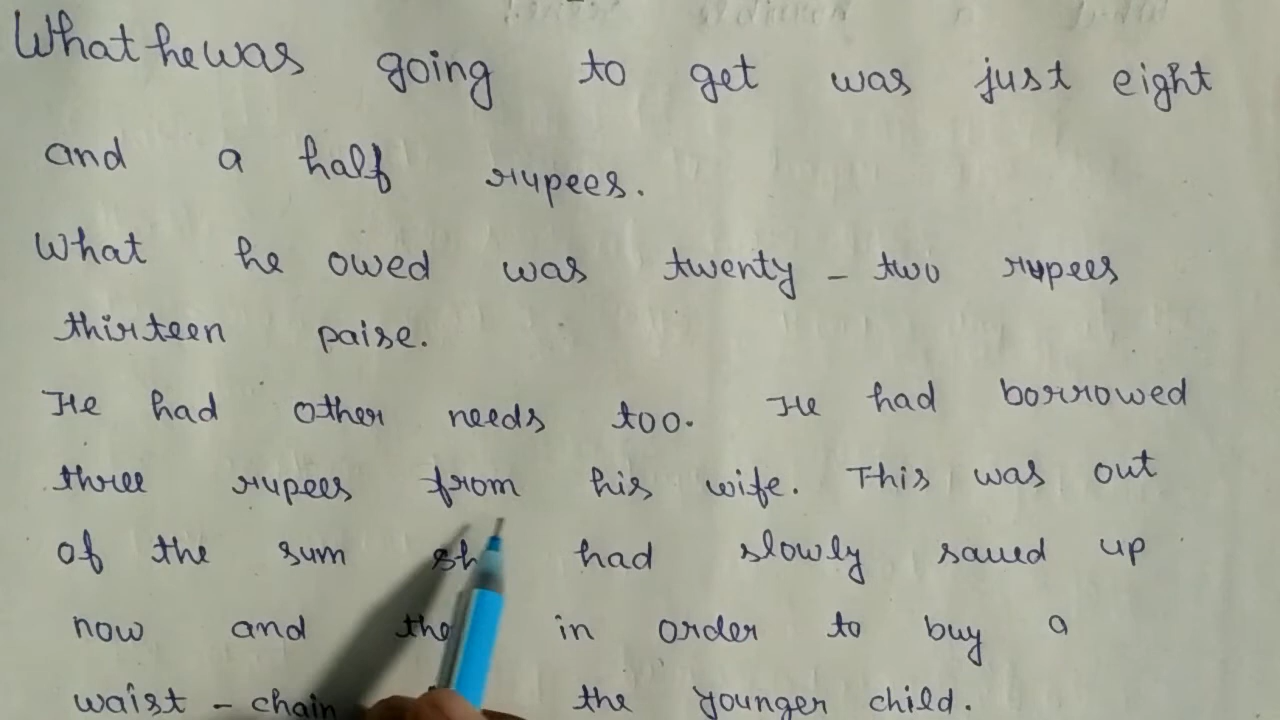 What he was going to get was just eight
and a half rupees.
What he owed was twenty - two rupees
thirteen paise.
He had other needs too. He had borrowed
three rupees from his wife. This was out
of the sum had slowly saved up
now and in order to buy a
waist - chain the younger child.